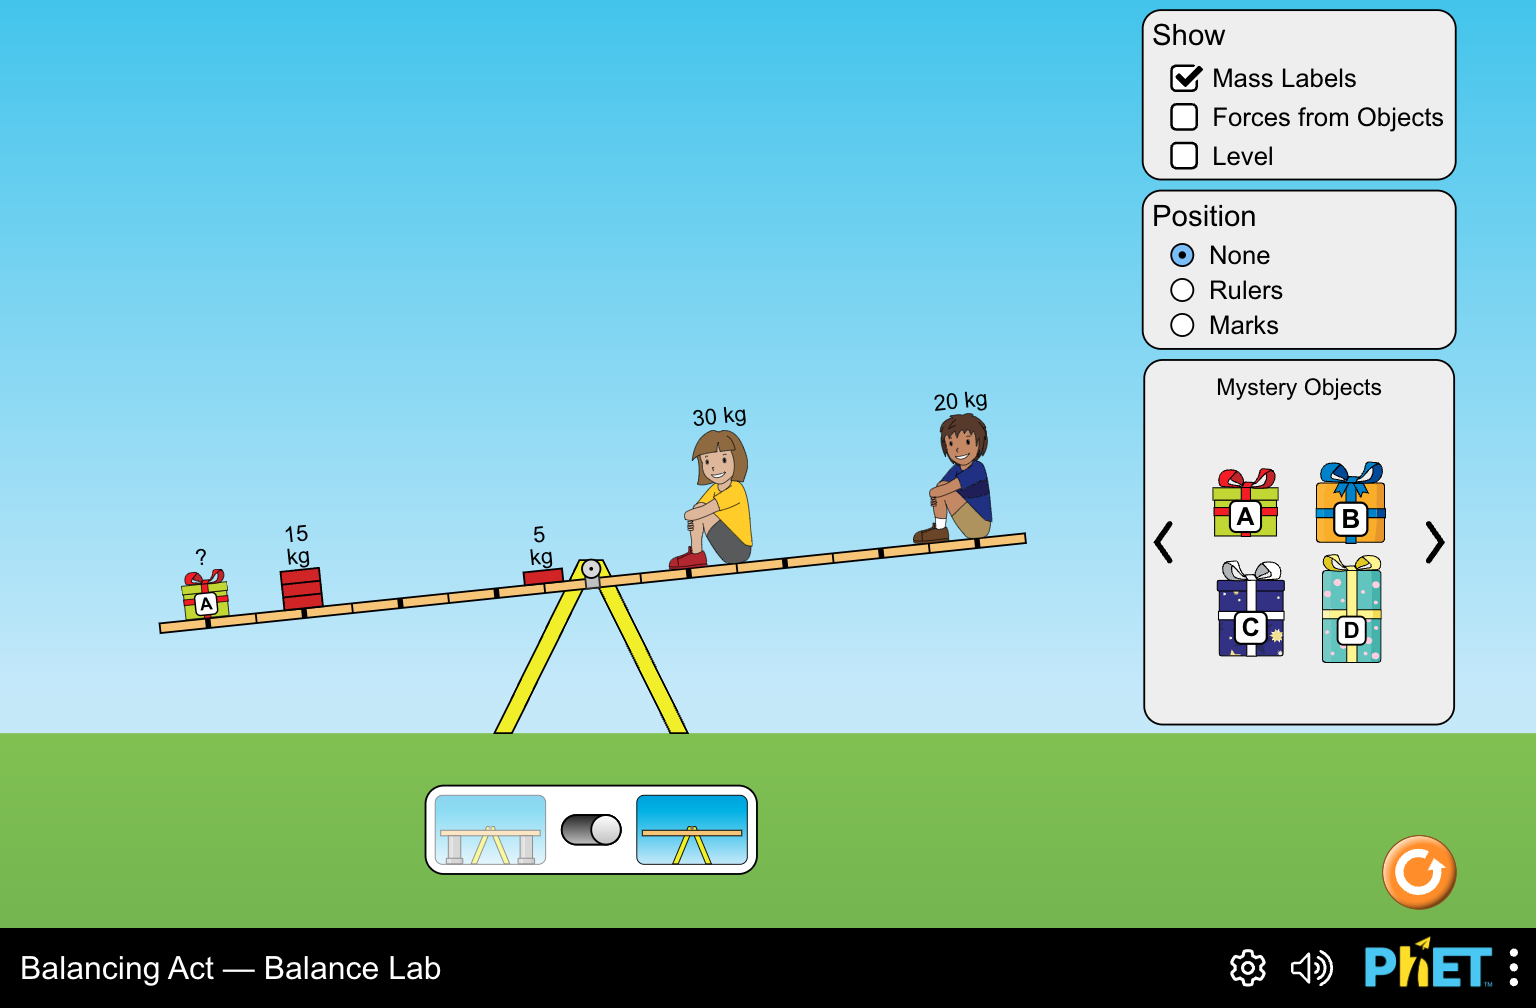 Show
Mass Labels
Forces from Objects
Level
Position
None
Rulers
Marks
Mystery Objects
A
B
C
D
20 kg
30 kg
15
kg
5
kg
?
A
Balancing Act — Balance Lab
PhET